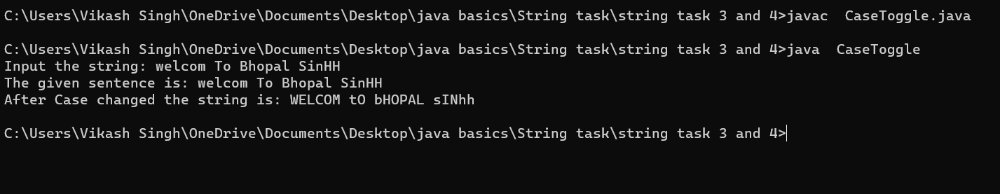 C:\Users\Vikash Singh\OneDrive\Documents\Desktop\java basics\String task\string task 3 and 4>javac  CaseToggle.java
C:\Users\Vikash Singh\OneDrive\Documents\Desktop\java basics\String task\string task 3 and 4>java  CaseToggle
Input the string: welcom To Bhopal SinHH
The given sentence is: welcom To Bhopal SinHH
After Case changed the string is: WELCOM tO bHOPAL sINhh
C:\Users\Vikash Singh\OneDrive\Documents\Desktop\java basics\String task\string task 3 and 4>